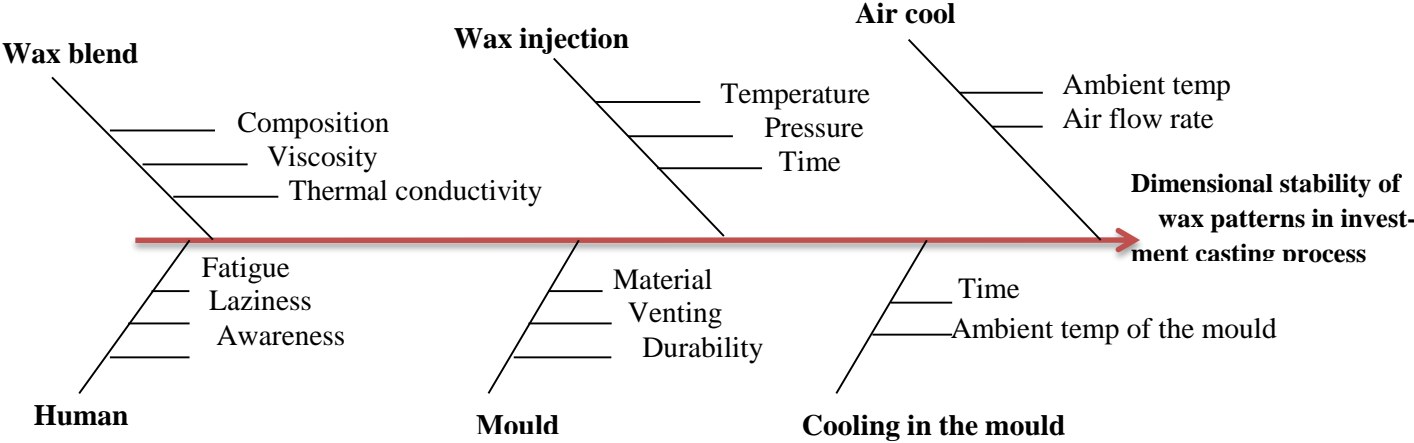 Air cool
Wax injection
Wax blend
Ambient temp
Temperature
Composition
Air flow rate
Pressure
Viscosity
Time
Thermal conductivity
Dimensional stability of
wax patterns in invest-
ment casting process
Fatigue
Material
Time
Laziness
Venting
Awareness
Ambient temp of the mould
Durability
Human
Mould
Cooling in the mould